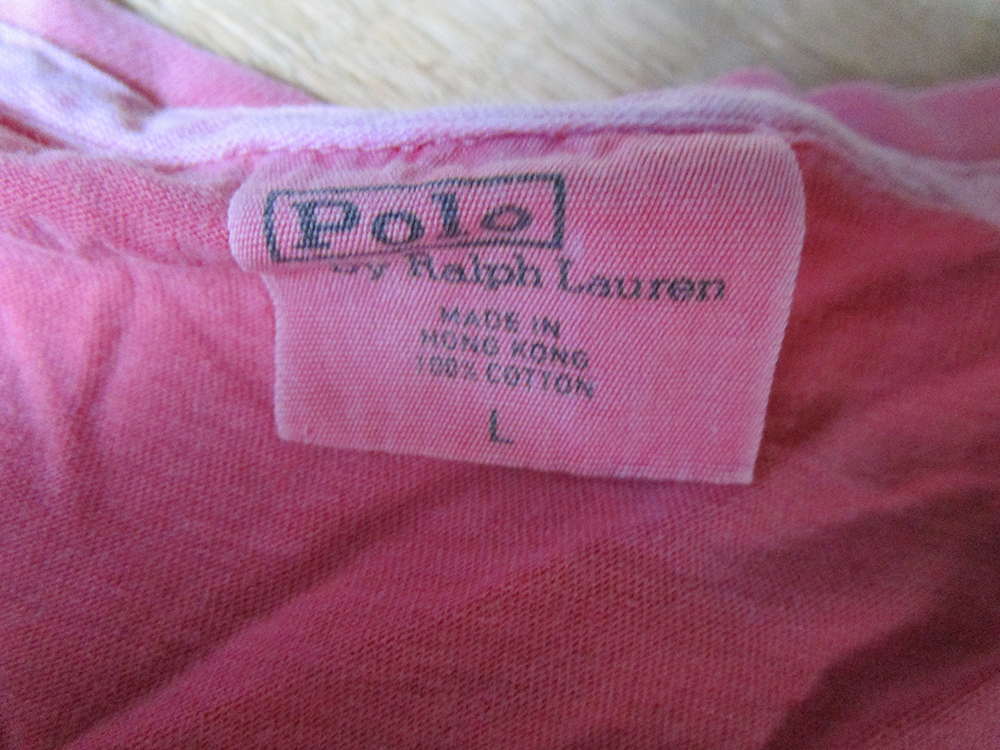 Polo
by Ralph Lauren
MADE IN
HONG KONG
100% COTTON
L